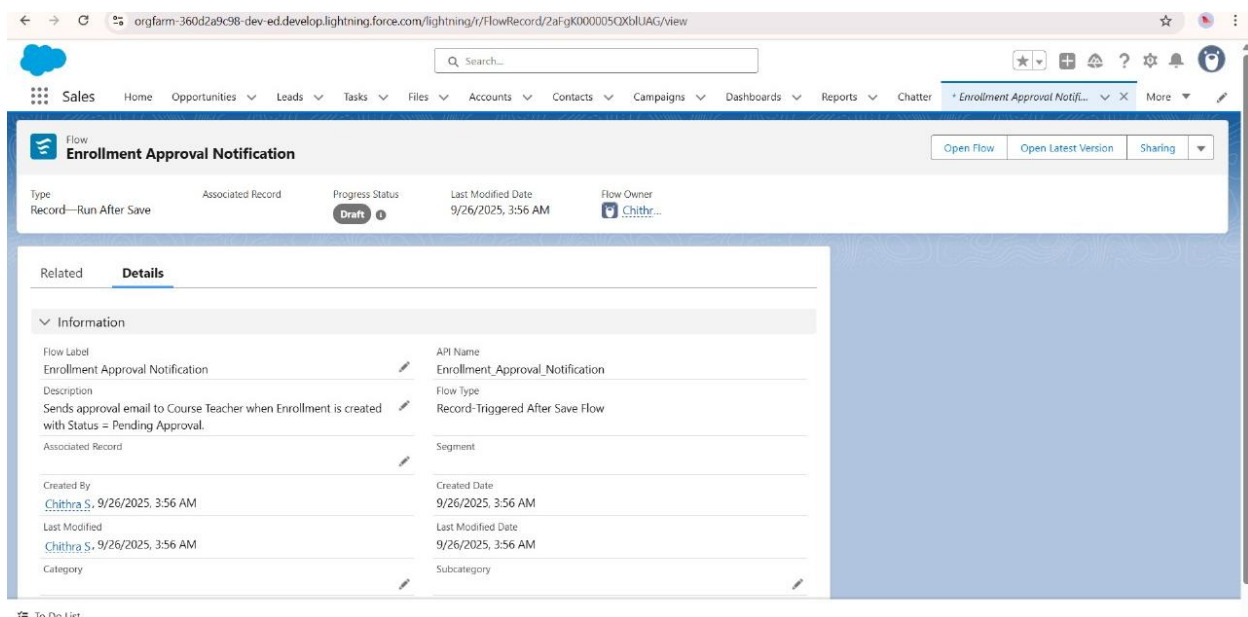 orgfarm-360d2a9c98-dev-ed.develop.lightning.force.com/lightning/r/FlowRecord/2aFgK000005QXblUAG/view
Search...
Sales Home Opportunities Leads Tasks Files Accounts Contacts Campaigns Dashboards Reports Chatter * Enrollment Approval Notifi... More
Flow
Enrollment Approval Notification
Open Flow Open Latest Version Sharing
Type Associated Record Progress Status Last Modified Date Flow Owner
Record—Run After Save Draft 9/26/2025, 3:56 AM Chithr...
Related Details
Information
Flow Label API Name
Enrollment Approval Notification Enrollment_Approval_Notification
Description Flow Type
Sends approval email to Course Teacher when Enrollment is created Record-Triggered After Save Flow
with Status = Pending Approval.
Associated Record Segment
Created By Created Date
Chithra S, 9/26/2025, 3:56 AM 9/26/2025, 3:56 AM
Last Modified Last Modified Date
Chithra S, 9/26/2025, 3:56 AM 9/26/2025, 3:56 AM
Category Subcategory
To Do List